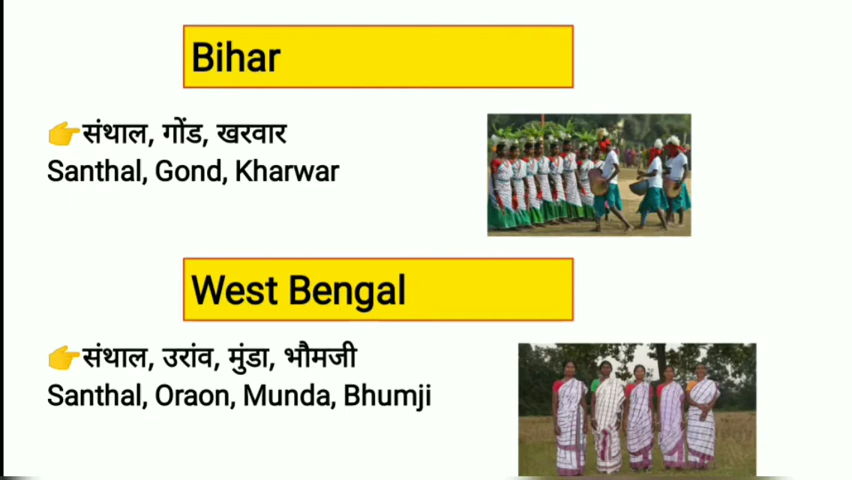 Bihar
👉संथाल, गोंड, खरवार
Santhal, Gond, Kharwar
West Bengal
👉संथाल, उरांव, मुंडा, भौमजी
Santhal, Oraon, Munda, Bhumji